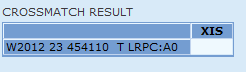 CROSSMATCH RESULT
XIS
W2012 23 454110 T LRPC:A0